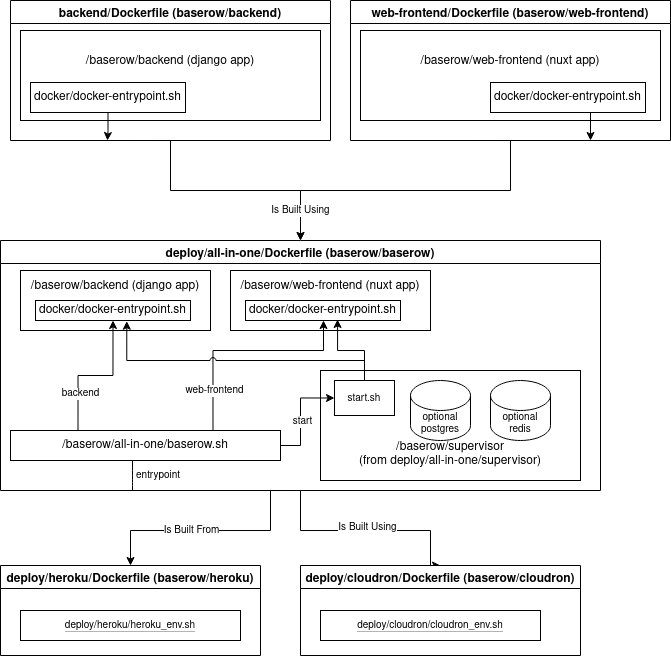 backend/Dockerfile (baserow/backend)
/baserow/backend (django app)
docker/docker-entrypoint.sh
web-frontend/Dockerfile (baserow/web-frontend)
/baserow/web-frontend (nuxt app)
docker/docker-entrypoint.sh
Is Built Using
deploy/all-in-one/Dockerfile (baserow/baserow)
/baserow/backend (django app)
docker/docker-entrypoint.sh
/baserow/web-frontend (nuxt app)
docker/docker-entrypoint.sh
backend
web-frontend
start
start.sh
optional
postgres
optional
redis
/baserow/supervisor
(from deploy/all-in-one/supervisor)
/baserow/all-in-one/baserow.sh
entrypoint
Is Built From
Is Built Using
deploy/heroku/Dockerfile (baserow/heroku)
deploy/heroku/heroku_env.sh
deploy/cloudron/Dockerfile (baserow/cloudron)
deploy/cloudron/cloudron_env.sh